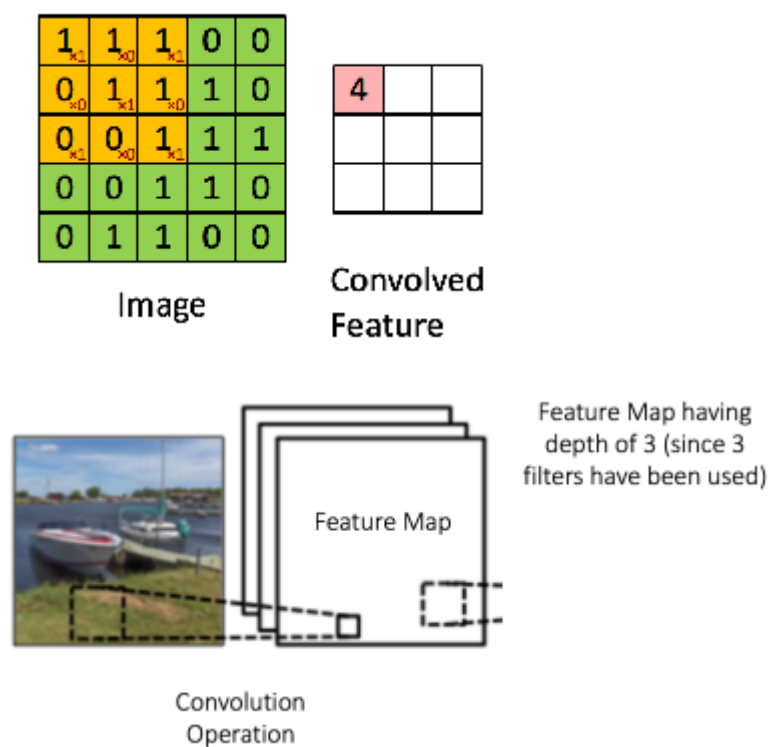 1×1 1×0 1×1 0 0
0×0 1×1 1×0 1 0
0×1 0×0 1×1 1 1
0 0 1 1 0
0 1 1 0 0
Image
4
Convolved
Feature
Feature Map having
depth of 3 (since 3
filters have been used)
Feature Map
Convolution
Operation